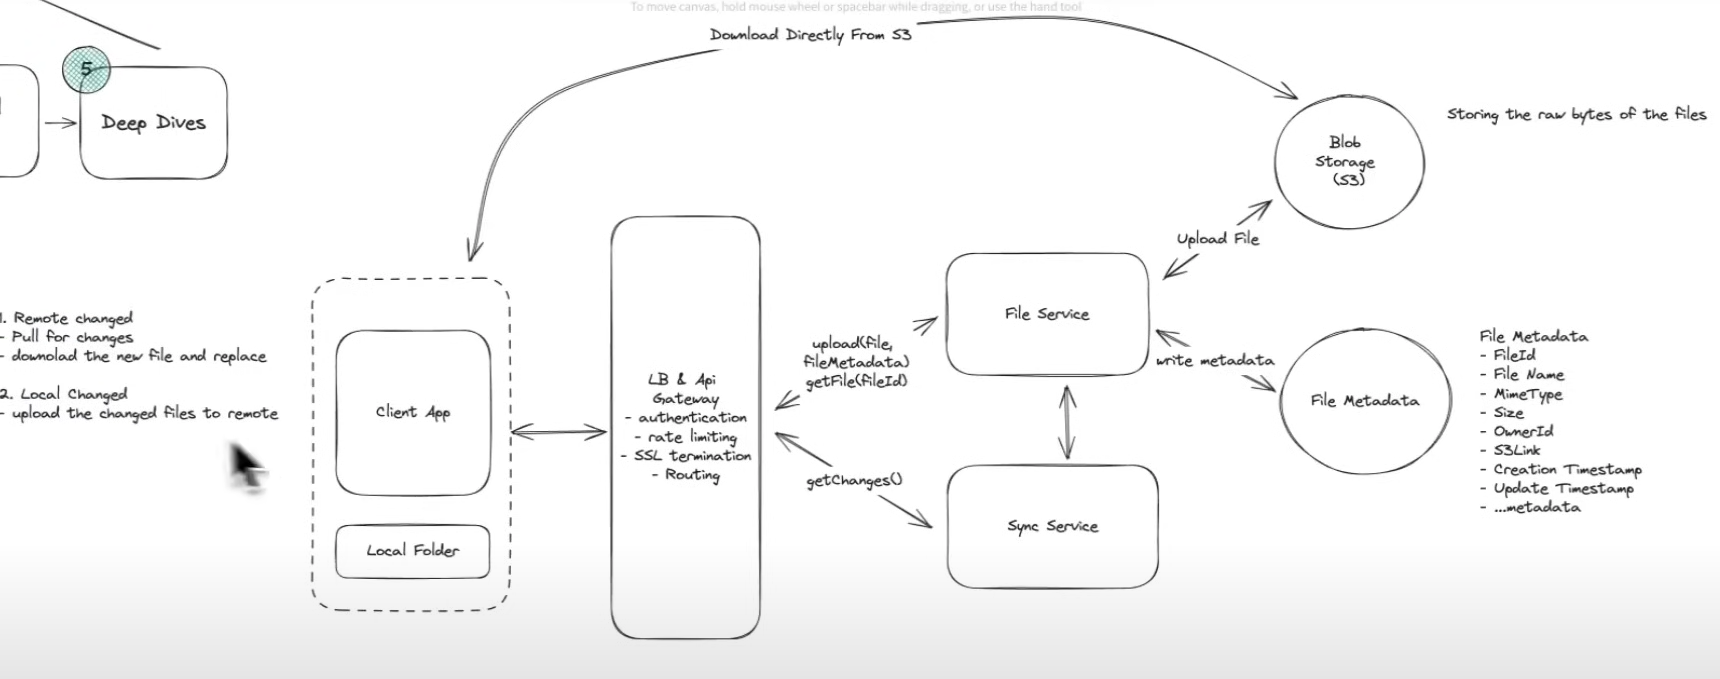 To move canvas, hold mouse wheel or spacebar while dragging, or use the hand tool
Download Directly From S3
5
Deep Dives
Storing the raw bytes of the files
Blob
Storage
(S3)
Upload File
1. Remote changed
- Pull for changes
- downolad the new file and replace
2. Local Changed
- upload the changed files to remote
Client App
Local Folder
LB & Api
Gateway
- authentication
- rate limiting
- SSL termination
- Routing
upload(file,
fileMetadata)
getFile(fileId)
getChanges()
File Service
Sync Service
write metadata
File Metadata
File Metadata
- FileId
- File Name
- MimeType
- Size
- OwnerId
- S3Link
- Creation Timestamp
- Update Timestamp
- ...metadata